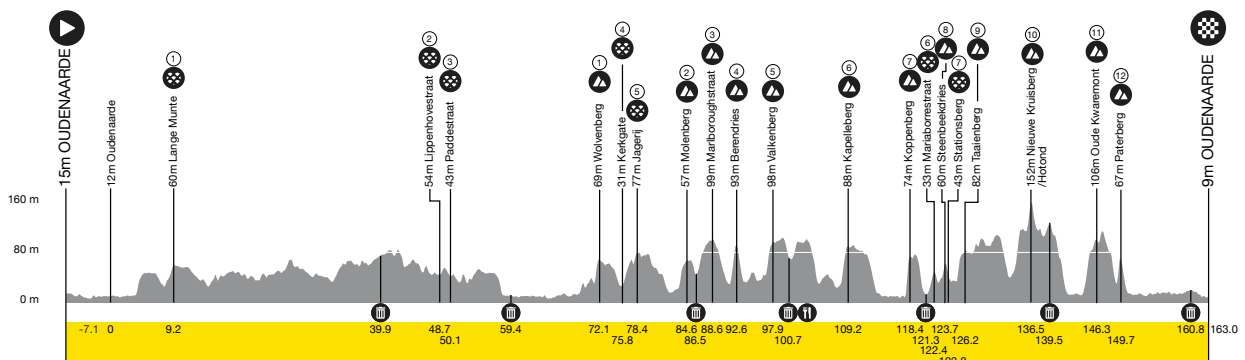 15m OUDENAARDE
12m Oudenaarde
1
60m Lange Munte
2
54m Lippenhovestraat
3
43m Paddestraat
1
69m Wolvenberg
4
31m Kerkgate
5
77m Jagerij
2
57m Molenberg
3
99m Marlboroughstraat
4
93m Berendries
5
98m Valkenberg
6
88m Kapelleberg
7
74m Koppenberg
6
33m Mariaborrestraat
8
60m Steenbeekdries
7
43m Stationsberg
9
82m Taaienberg
10
152m Nieuwe Kruisberg
/Hotond
11
106m Oude Kwaremont
12
67m Paterberg
9m OUDENAARDE
160 m
80 m
0 m
-7.1 0 9.2 39.9 48.7 59.4 72.1 78.4 84.6 88.6 92.6 97.9 109.2 118.4 123.7 136.5 146.3 160.8 163.0
50.1 75.8 86.5 100.7 121.3 126.2 139.5 149.7
122.4